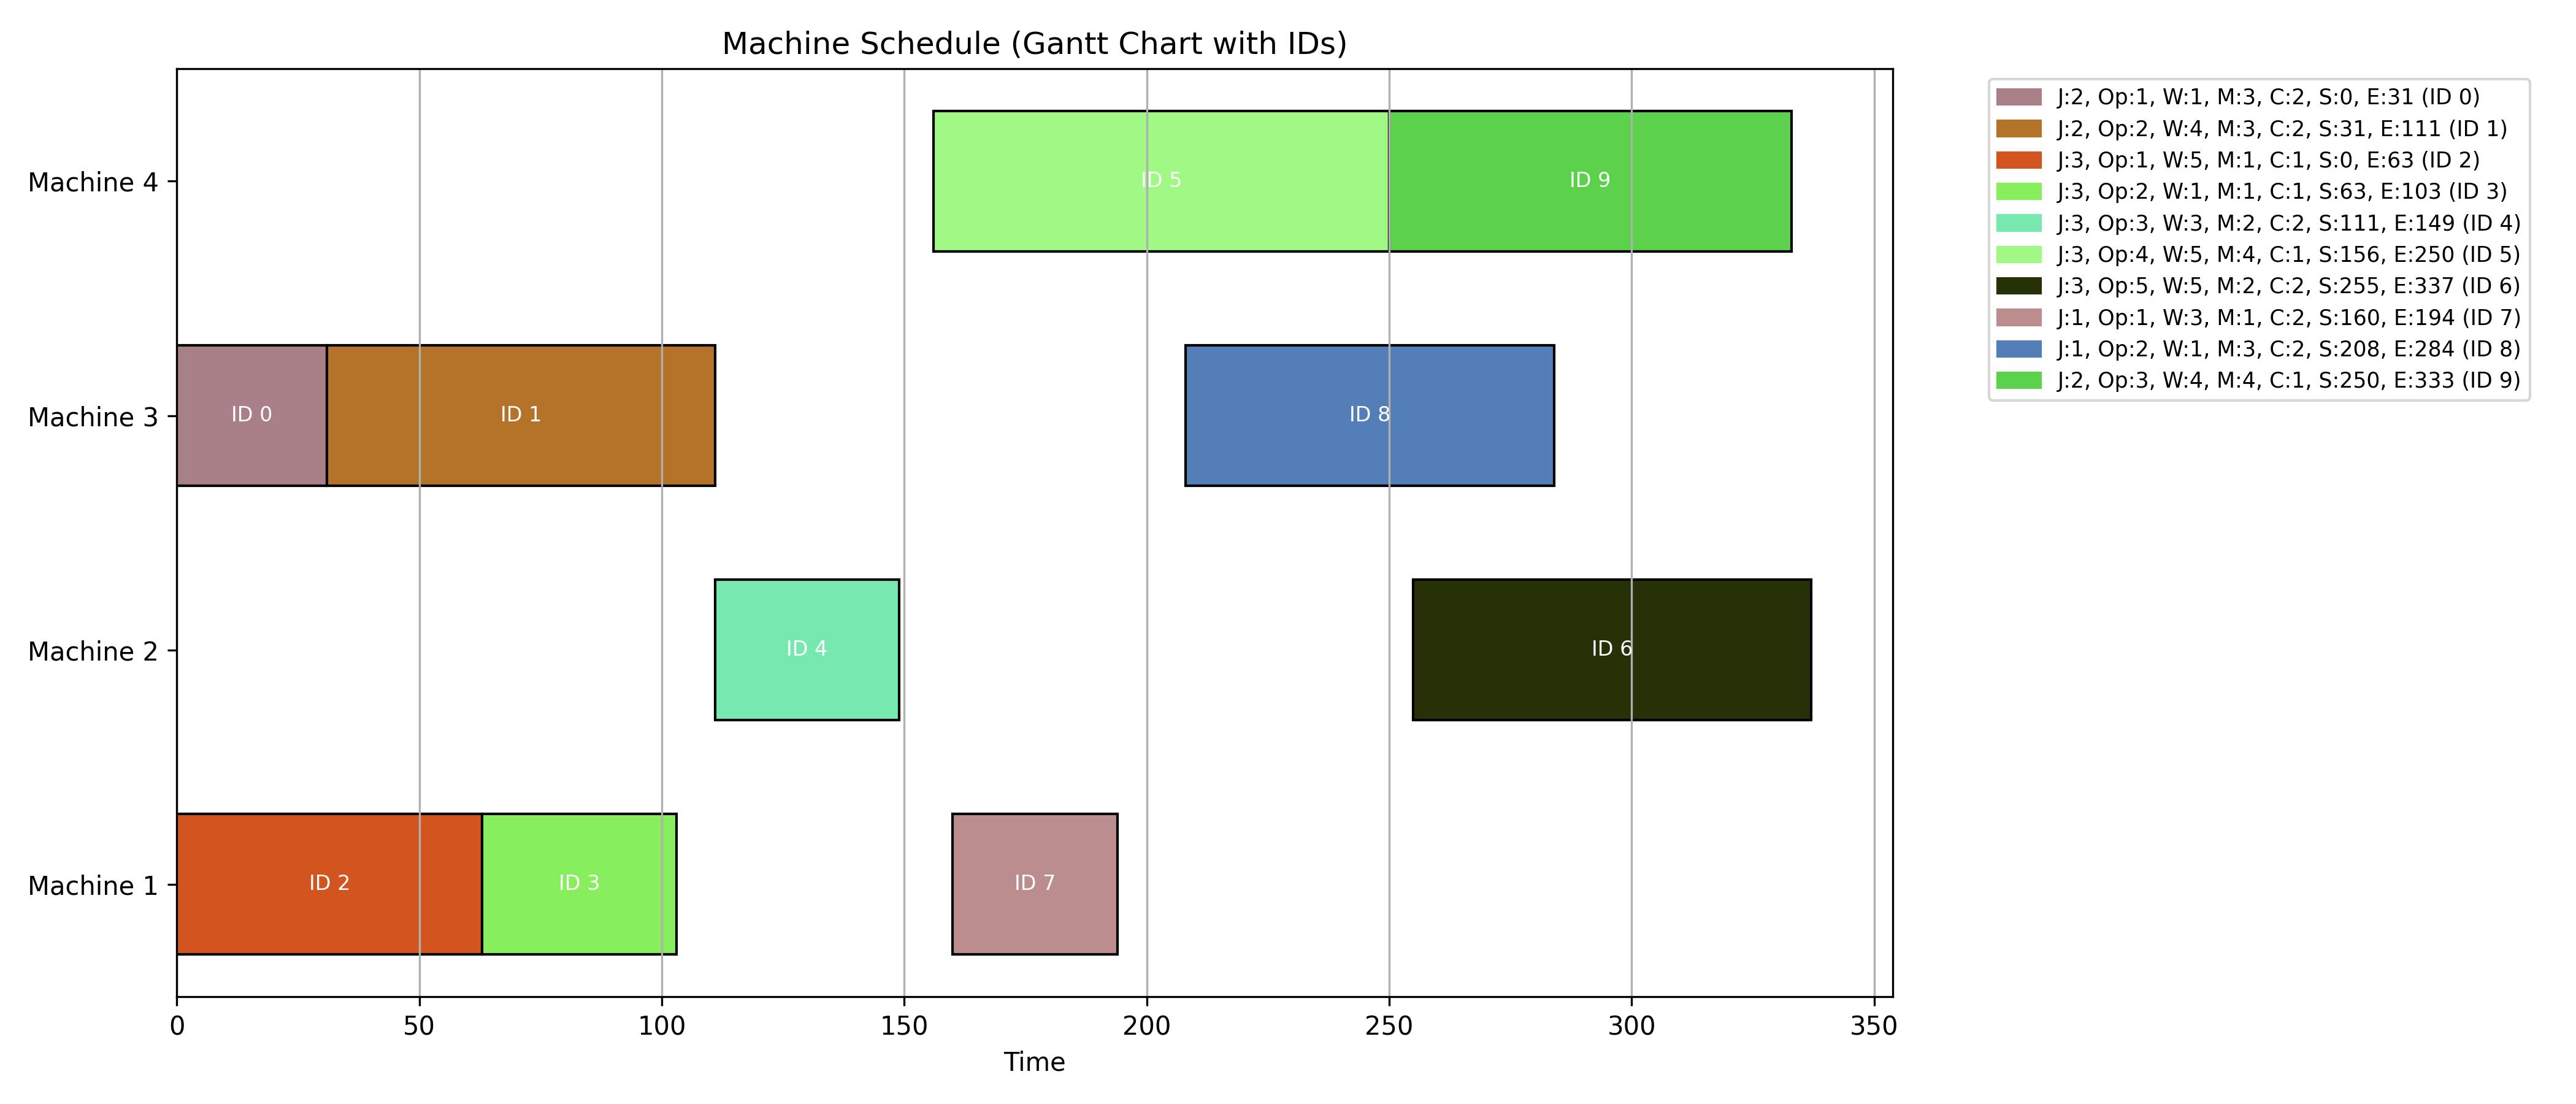 Machine Schedule (Gantt Chart with IDs)
Machine 4
Machine 3
Machine 2
Machine 1
ID 5
ID 9
ID 0
ID 1
ID 8
ID 4
ID 6
ID 2
ID 3
ID 7
0 50 100 150 200 250 300 350
Time
J:2, Op:1, W:1, M:3, C:2, S:0, E:31 (ID 0)
J:2, Op:2, W:4, M:3, C:2, S:31, E:111 (ID 1)
J:3, Op:1, W:5, M:1, C:1, S:0, E:63 (ID 2)
J:3, Op:2, W:1, M:1, C:1, S:63, E:103 (ID 3)
J:3, Op:3, W:3, M:2, C:2, S:111, E:149 (ID 4)
J:3, Op:4, W:5, M:4, C:1, S:156, E:250 (ID 5)
J:3, Op:5, W:5, M:2, C:2, S:255, E:337 (ID 6)
J:1, Op:1, W:3, M:1, C:2, S:160, E:194 (ID 7)
J:1, Op:2, W:1, M:3, C:2, S:208, E:284 (ID 8)
J:2, Op:3, W:4, M:4, C:1, S:250, E:333 (ID 9)